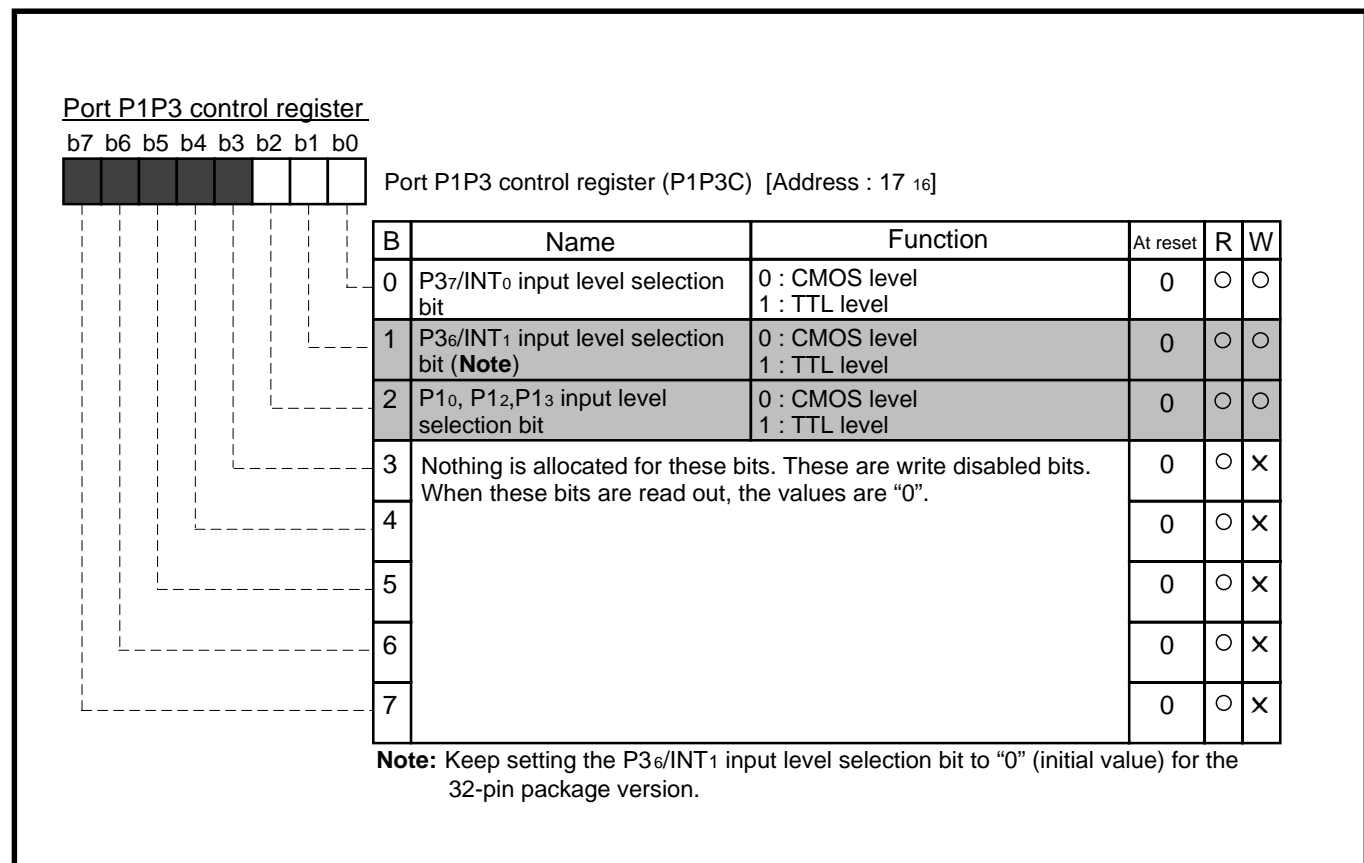 Port P1P3 control register
b7 b6 b5 b4 b3 b2 b1 b0
Port P1P3 control register (P1P3C) [Address : 17 16]
B Name Function At reset R W
0 P37/INT0 input level selection bit 0 : CMOS level 1 : TTL level 0 ○ ○
1 P36/INT1 input level selection bit (Note) 0 : CMOS level 1 : TTL level 0 ○ ○
2 P10, P12,P13 input level selection bit 0 : CMOS level 1 : TTL level 0 ○ ○
3 Nothing is allocated for these bits. These are write disabled bits. When these bits are read out, the values are “0”. 0 ○ ×
4 0 ○ ×
5 0 ○ ×
6 0 ○ ×
7 0 ○ ×
Note: Keep setting the P36/INT1 input level selection bit to “0” (initial value) for the
32-pin package version.